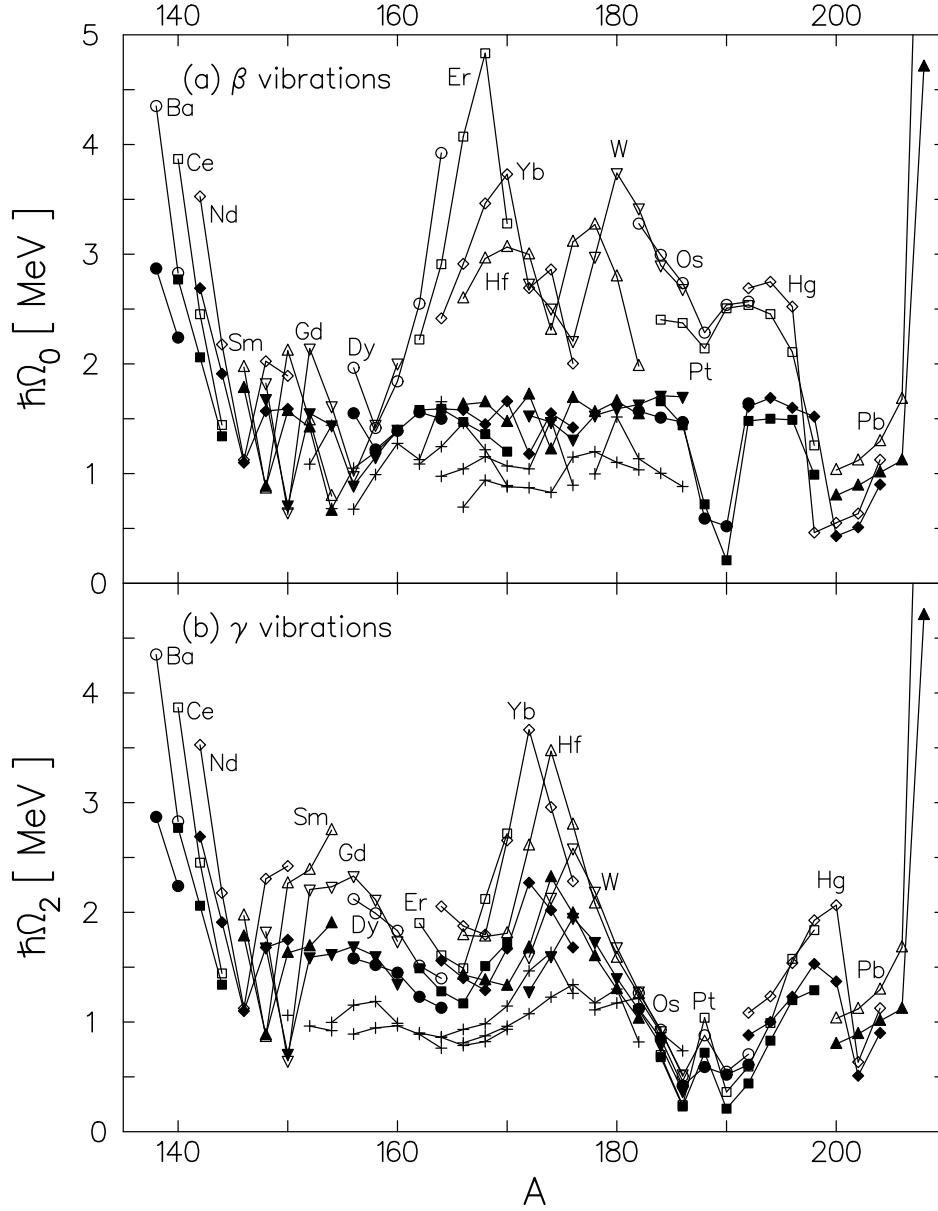 140 160 180 200
5
(a) β vibrations
Er
Ba
4
W
Ce
Yb
Nd
3
Hf
Os
Hg
ħΩ0 [ MeV ]
Sm
Gd
Dy
2
Pt
Pb
1
0
(b) γ vibrations
Ba
4
Ce
Yb
Hf
Nd
3
Sm
Gd
ħΩ2 [ MeV ]
W
Er
Hg
2
Dy
Os
Pt
Pb
1
0
140 160 180 200
A